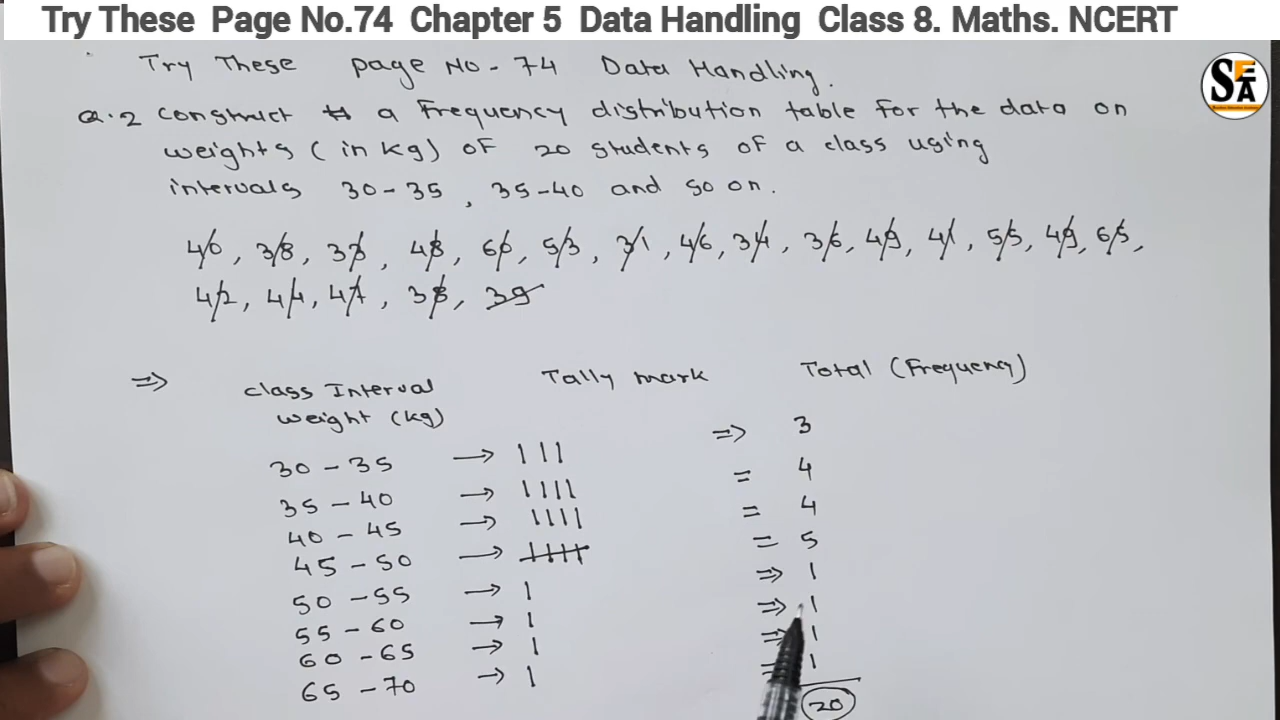 Try These Page No.74 Chapter 5 Data Handling Class 8. Maths. NCERT
Try These page No - 74 Data Handling.
Q.2 construct a Frequency distribution table for the data on
weights (in kg) of 20 students of a class using
intervals 30-35, 35-40 and so on.
40, 38, 33, 48, 60, 53, 31, 46, 34, 36, 49, 41, 55, 49, 65,
42, 44, 47, 38, 39
SETA
=> class Interval Tally mark Total (Frequency)
weight (kg)
30 - 35 → ||| => 3
35 - 40 → |||| = 4
40 - 45 → |||| = 4
45 - 50 → = 5
50 - 55 → | => 1
55 - 60 → | => 1
60 - 65 → | => 1
65 - 70 → | = 1
20